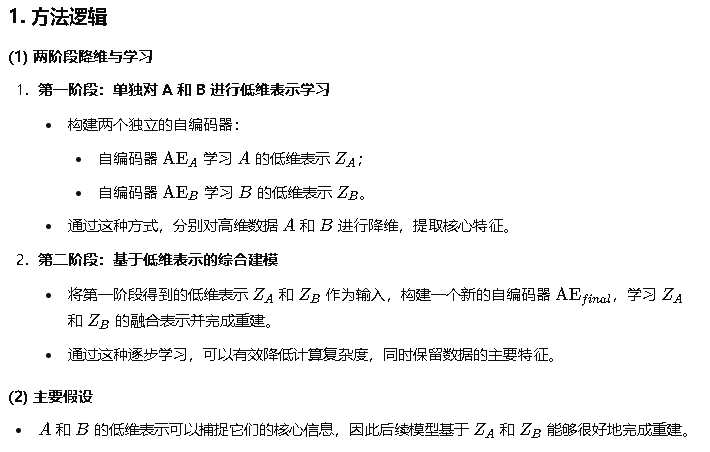 1. 方法逻辑
(1) 两阶段降维与学习
1. 第一阶段：单独对 A 和 B 进行低维表示学习
• 构建两个独立的自编码器：
• 自编码器 AE_A 学习 A 的低维表示 Z_A；
• 自编码器 AE_B 学习 B 的低维表示 Z_B。
• 通过这种方式，分别对高维数据 A 和 B 进行降维，提取核心特征。
2. 第二阶段：基于低维表示的综合建模
• 将第一阶段得到的低维表示 Z_A 和 Z_B 作为输入，构建一个新的自编码器 AE_final，学习 Z_A
和 Z_B 的融合表示并完成重建。
• 通过这种逐步学习，可以有效降低计算复杂度，同时保留数据的主要特征。
(2) 主要假设
• A 和 B 的低维表示可以捕捉它们的核心信息，因此后续模型基于 Z_A 和 Z_B 能够很好地完成重建。